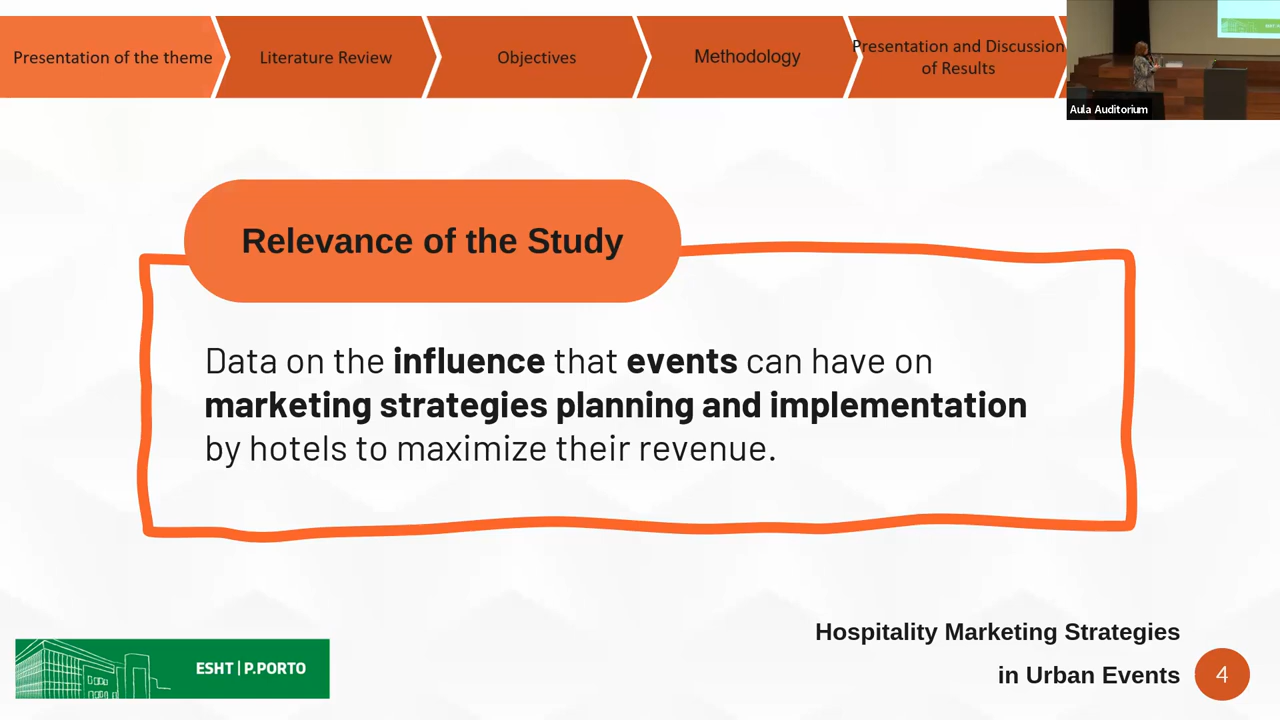 Presentation of the theme
Literature Review
Objectives
Methodology
Presentation and Discussion
of Results
Aula Auditorium
Relevance of the Study
Data on the influence that events can have on
marketing strategies planning and implementation
by hotels to maximize their revenue.
ESHT | P.PORTO
Hospitality Marketing Strategies
in Urban Events
4